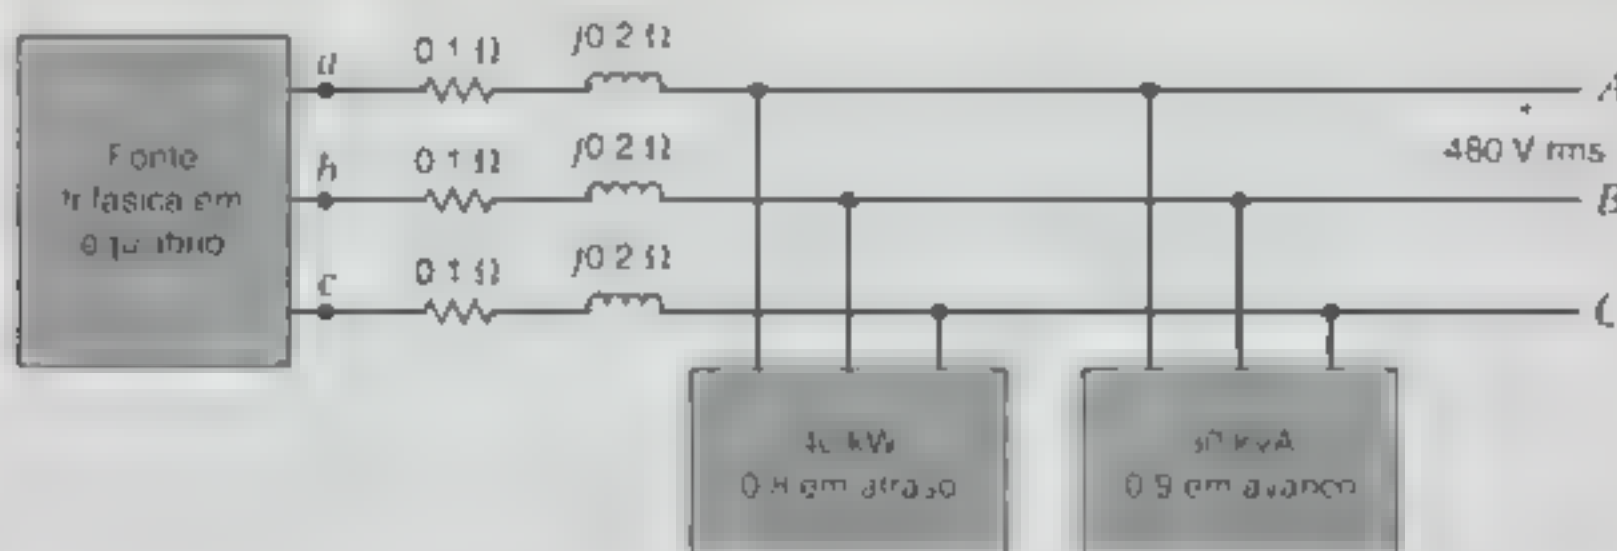 a
0.1 Ω
j0.2 Ω
A
+
480 V rms
Fonte
trifásica em
equilíbrio
b
0.1 Ω
j0.2 Ω
B
c
0.1 Ω
j0.2 Ω
C
kW
0.8 em atraso
kVA
0.9 em avanço